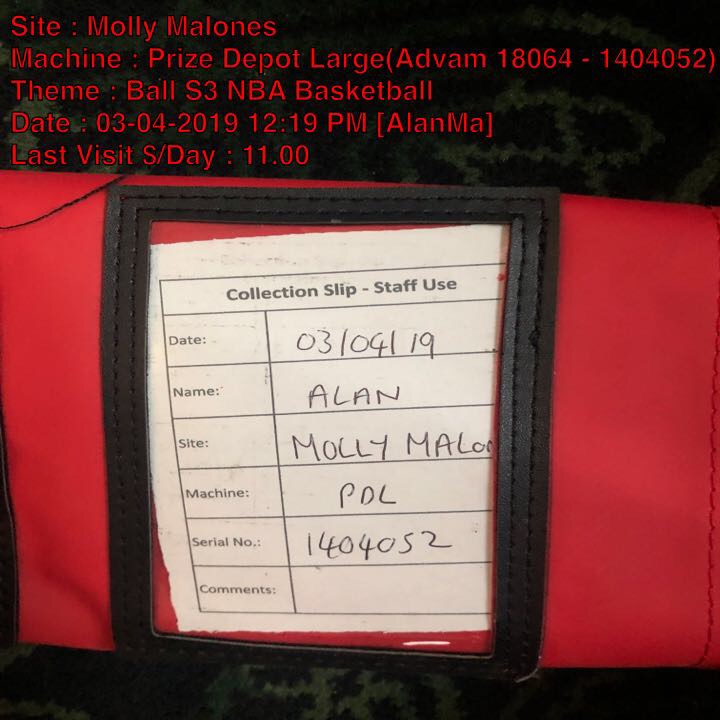 Site : Molly Malones
Machine : Prize Depot Large(Advam 18064 - 1404052)
Theme : Ball S3 NBA Basketball
Date : 03-04-2019 12:19 PM [AlanMa]
Last Visit $/Day : 11.00
Collection Slip - Staff Use
Date: 03/04/19
Name: ALAN
Site: MOLLY MALO
Machine: PDL
Serial No.: 1404052
Comments: